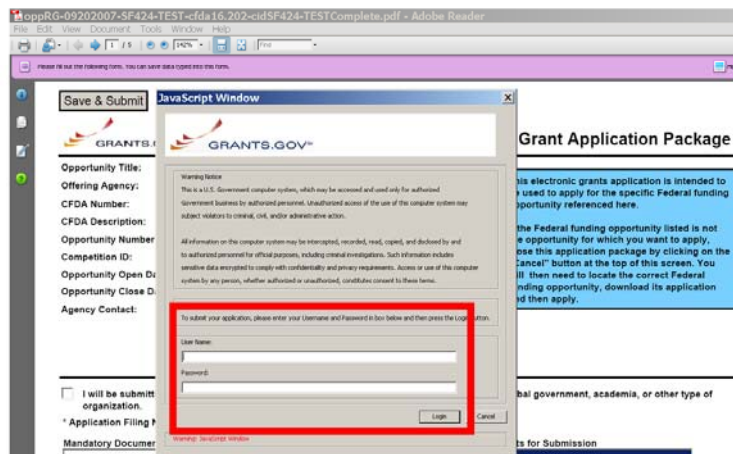 oppRG-09202007-SF424-TEST-cfda16.202-cidSF424-TESTComplete.pdf - Adobe Reader
File Edit View Document Tools Window Help
1 / 5 142% Find
Please fill out the following form. You can save data typed into this form.
Save & Submit
JavaScript Window
GRANTS.G
GRANTS.GOV
Grant Application Package
Opportunity Title:
Offering Agency:
CFDA Number:
CFDA Description:
Opportunity Number
Competition ID:
Opportunity Open Da
Opportunity Close Da
Agency Contact:
Warning Notice
This is a U.S. Government computer system, which may be accessed and used only for authorized
Government business by authorized personnel. Unauthorized access of the use of this computer system may
subject violators to criminal, civil, and/or administrative action.
All information on this computer system may be intercepted, recorded, read, copied, and disclosed by and
to authorized personnel for official purposes, including criminal investigations. Such information includes
sensitive data encrypted to comply with confidentiality and privacy requirements. Access or use of this computer
system by any person, whether authorized or unauthorized, constitutes consent to these terms.
his electronic grants application is intended to
used to apply for the specific Federal funding
pportunity referenced here.
the Federal funding opportunity listed is not
e opportunity for which you want to apply,
ose this application package by clicking on the
Cancel" button at the top of this screen. You
ll then need to locate the correct Federal
nding opportunity, download its application
nd then apply.
To submit your application, please enter your Username and Password in box below and then press the Login button.
User Name:
Password:
Login
Cancel
Warning: JavaScript Window
I will be submitt
bal government, academia, or other type of
organization.
* Application Filing N
Mandatory Documen
ts for Submission